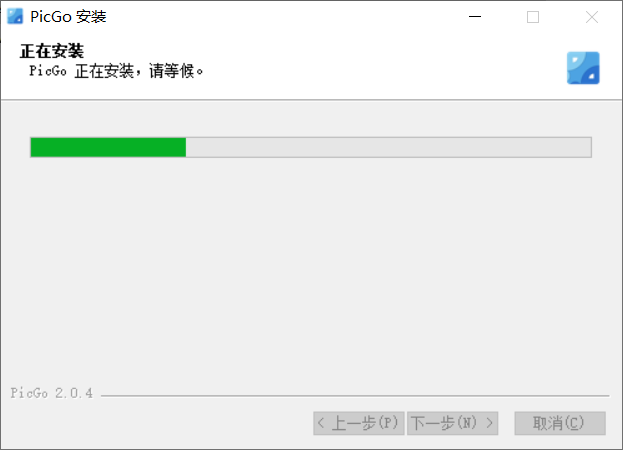 PicGo 安装
正在安装
PicGo 正在安装，请等候。
PicGo 2.0.4
< 上一步(P) 下一步(N) > 取消(C)